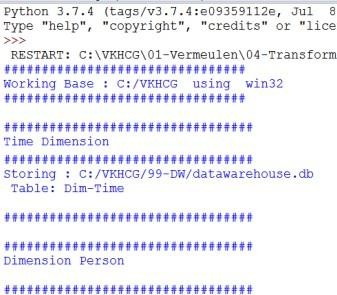 Python 3.7.4 (tags/v3.7.4:e09359112e, Jul 8
Type "help", "copyright", "credits" or "lice
>>>
RESTART: C:\VKHCG\01-Vermeulen\04-Transform
################################
Working Base : C:/VKHCG using win32
################################

#################################
Time Dimension
#################################
Storing : C:/VKHCG/99-DW/datawarehouse.db
Table: Dim-Time

#################################

#################################
Dimension Person
#################################